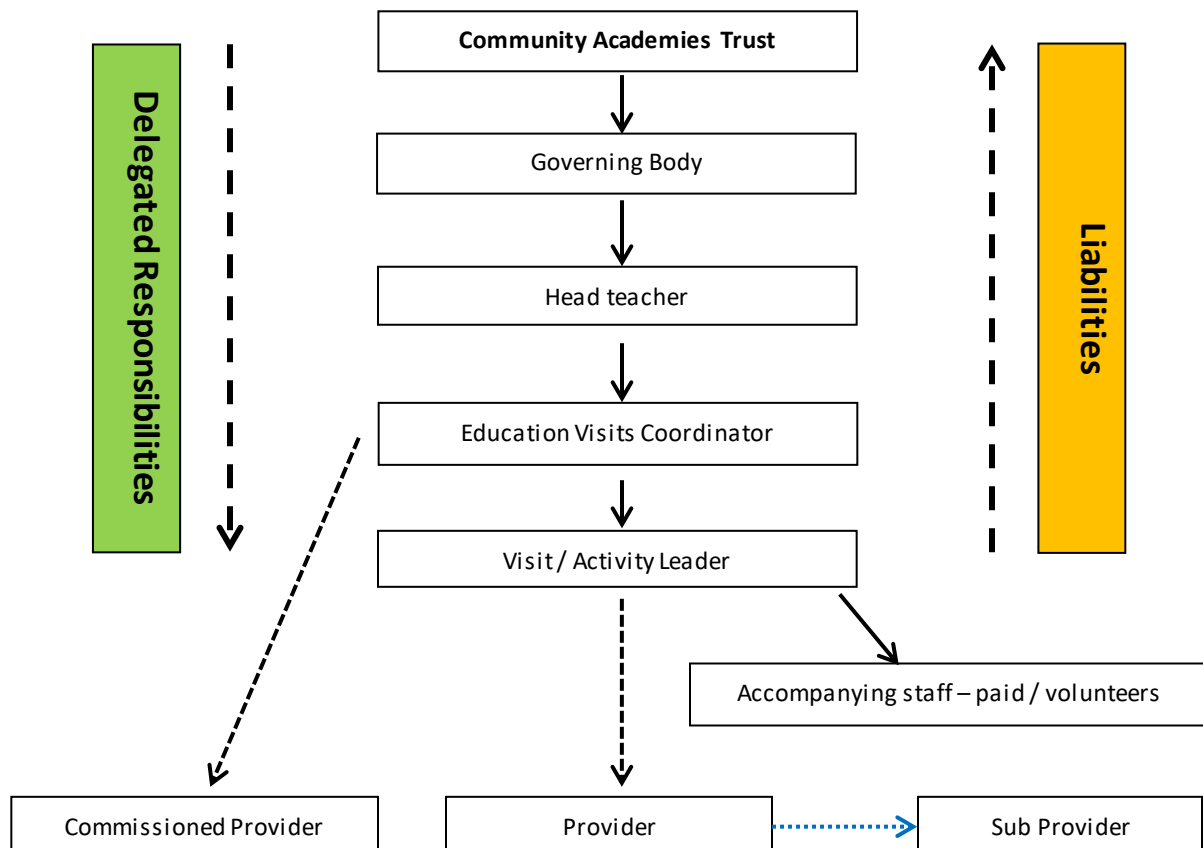 Community Academies Trust
Delegated Responsibilities
Liabilities
Governing Body
Head teacher
Education Visits Coordinator
Visit / Activity Leader
Accompanying staff – paid / volunteers
Commissioned Provider
Provider
Sub Provider